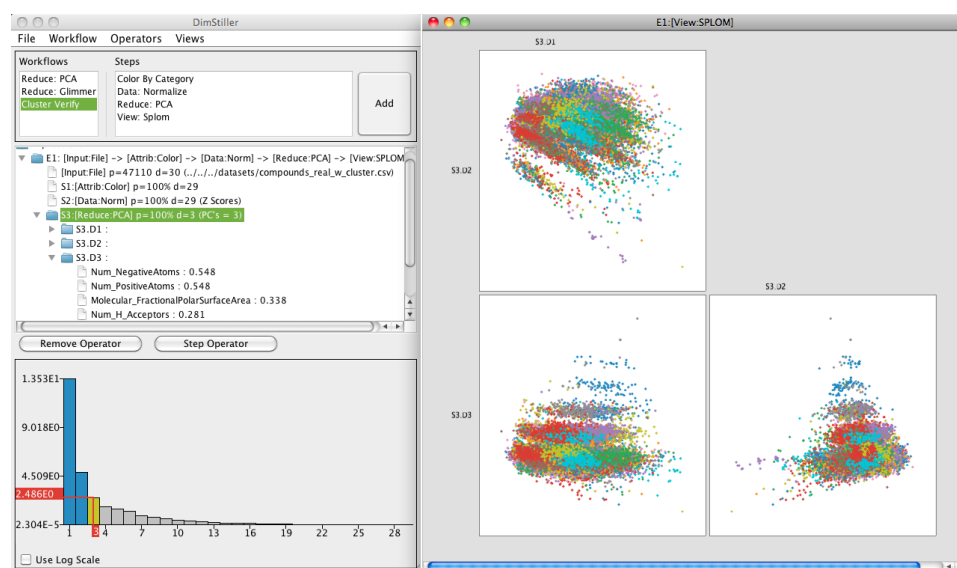 DimStiller
File Workflow Operators Views
Workflows
Steps
Reduce: PCA
Reduce: Glimmer
Cluster Verify
Color By Category
Data: Normalize
Reduce: PCA
View: Splom
Add
E1: [Input:File] -> [Attrib:Color] -> [Data:Norm] -> [Reduce:PCA] -> [View:SPLOM
[Input:File] p=47110 d=30 (../../../datasets/compounds_real_w_cluster.csv)
S1:[Attrib:Color] p=100% d=29
S2:[Data:Norm] p=100% d=29 (Z Scores)
S3:[Reduce:PCA] p=100% d=3 (PC's = 3)
S3.D1 :
S3.D2 :
S3.D3 :
Num_NegativeAtoms : 0.548
Num_PositiveAtoms : 0.548
Molecular_FractionalPolarSurfaceArea : 0.338
Num_H_Acceptors : 0.281
Remove Operator
Step Operator
1.353E1
9.018E0
4.509E0
2.486E0
2.304E-5
1 3 4 7 10 13 16 19 22 25 28
Use Log Scale
E1:[View:SPLOM]
S3.D1
S3.D2
S3.D2
S3.D3